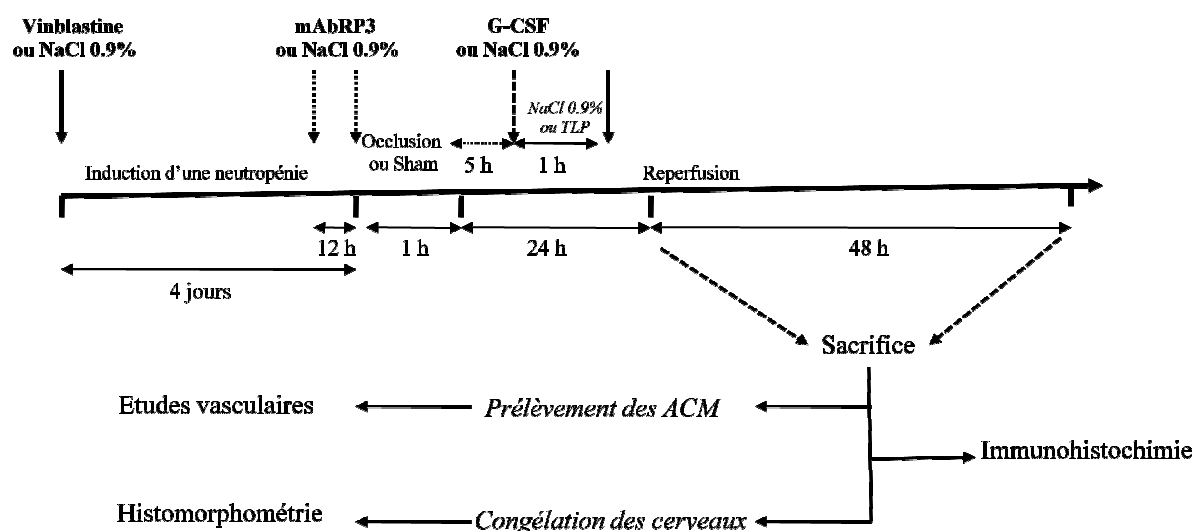 Vinblastine
ou NaCl 0.9%
mAbRP3
ou NaCl 0.9%
G-CSF
ou NaCl 0.9%
NaCl 0.9%
ou TLP
Occlusion
ou Sham
5 h
1 h
Induction d'une neutropénie
Reperfusion
12 h
1 h
24 h
48 h
4 jours
Sacrifice
Etudes vasculaires
Prélèvement des ACM
Immunohistochimie
Histomorphométrie
Congélation des cerveaux